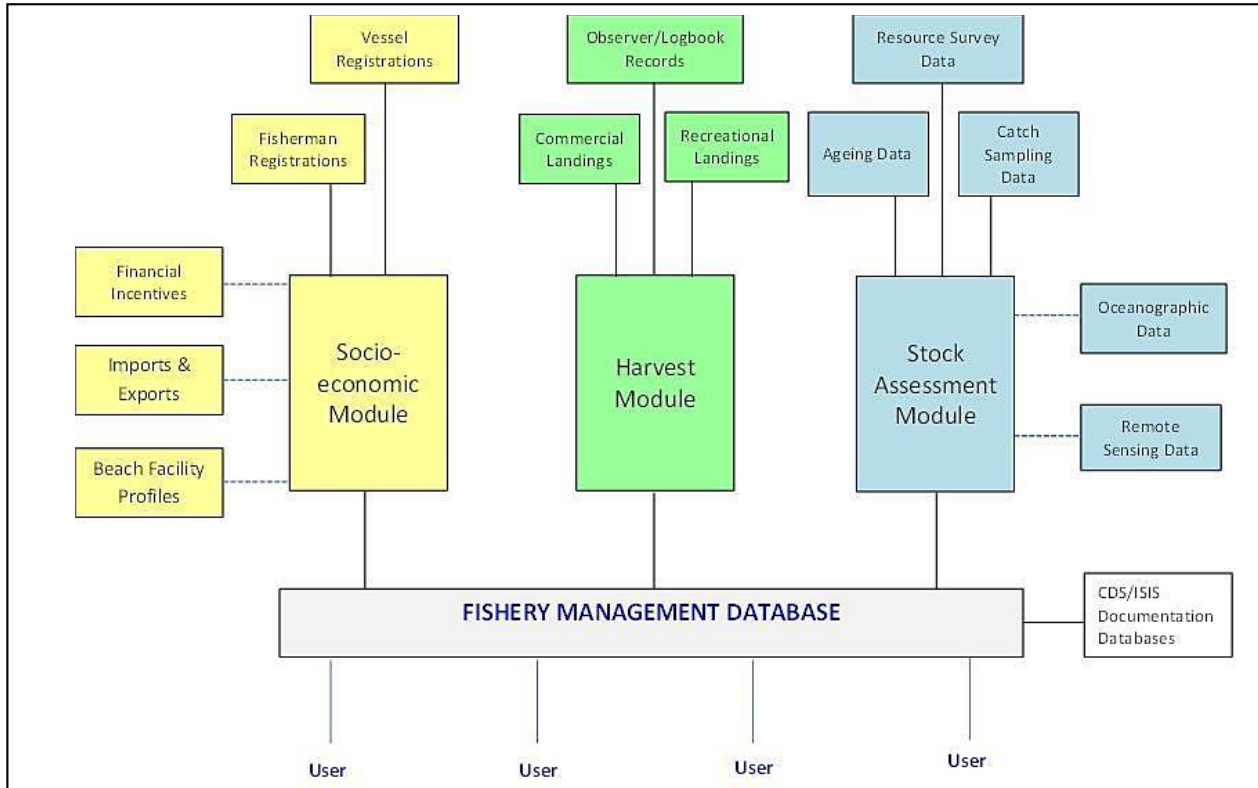 Vessel
Registrations
Observer/Logbook
Records
Resource Survey
Data
Fisherman
Registrations
Commercial
Landings
Recreational
Landings
Ageing Data
Catch
Sampling
Data
Financial
Incentives
Imports &
Exports
Beach Facility
Profiles
Socio-
economic
Module
Harvest
Module
Stock
Assessment
Module
Oceanographic
Data
Remote
Sensing Data
FISHERY MANAGEMENT DATABASE
CDS/ISIS
Documentation
Databases
User
User
User
User